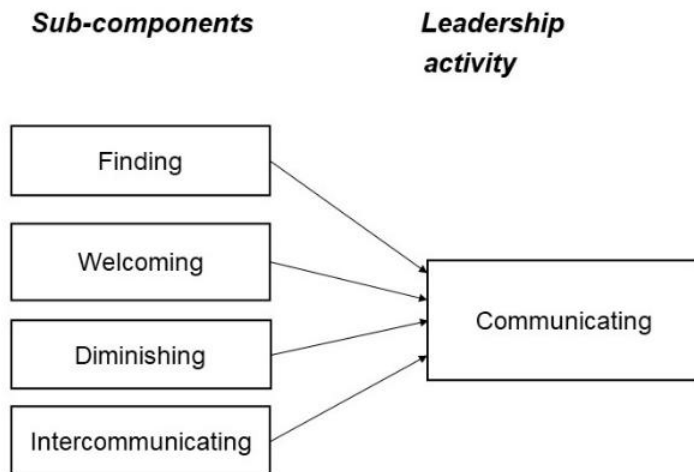 Sub-components
Leadership
activity
Finding
Welcoming
Diminishing
Intercommunicating
Communicating